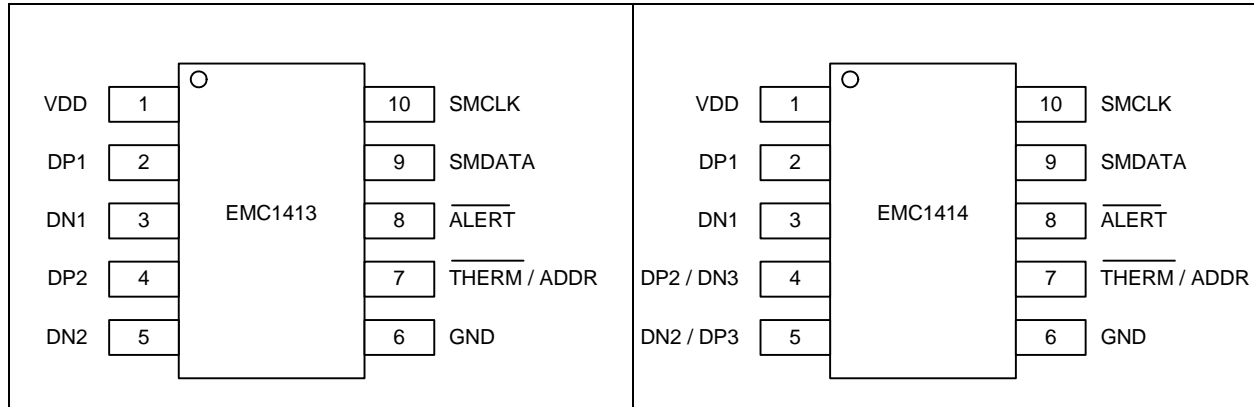 VDD 1 10 SMCLK
DP1 2 9 SMDATA
DN1 3 EMC1413 8 ALERT
DP2 4 7 THERM / ADDR
DN2 5 6 GND
VDD 1 10 SMCLK
DP1 2 9 SMDATA
DN1 3 EMC1414 8 ALERT
DP2 / DN3 4 7 THERM / ADDR
DN2 / DP3 5 6 GND